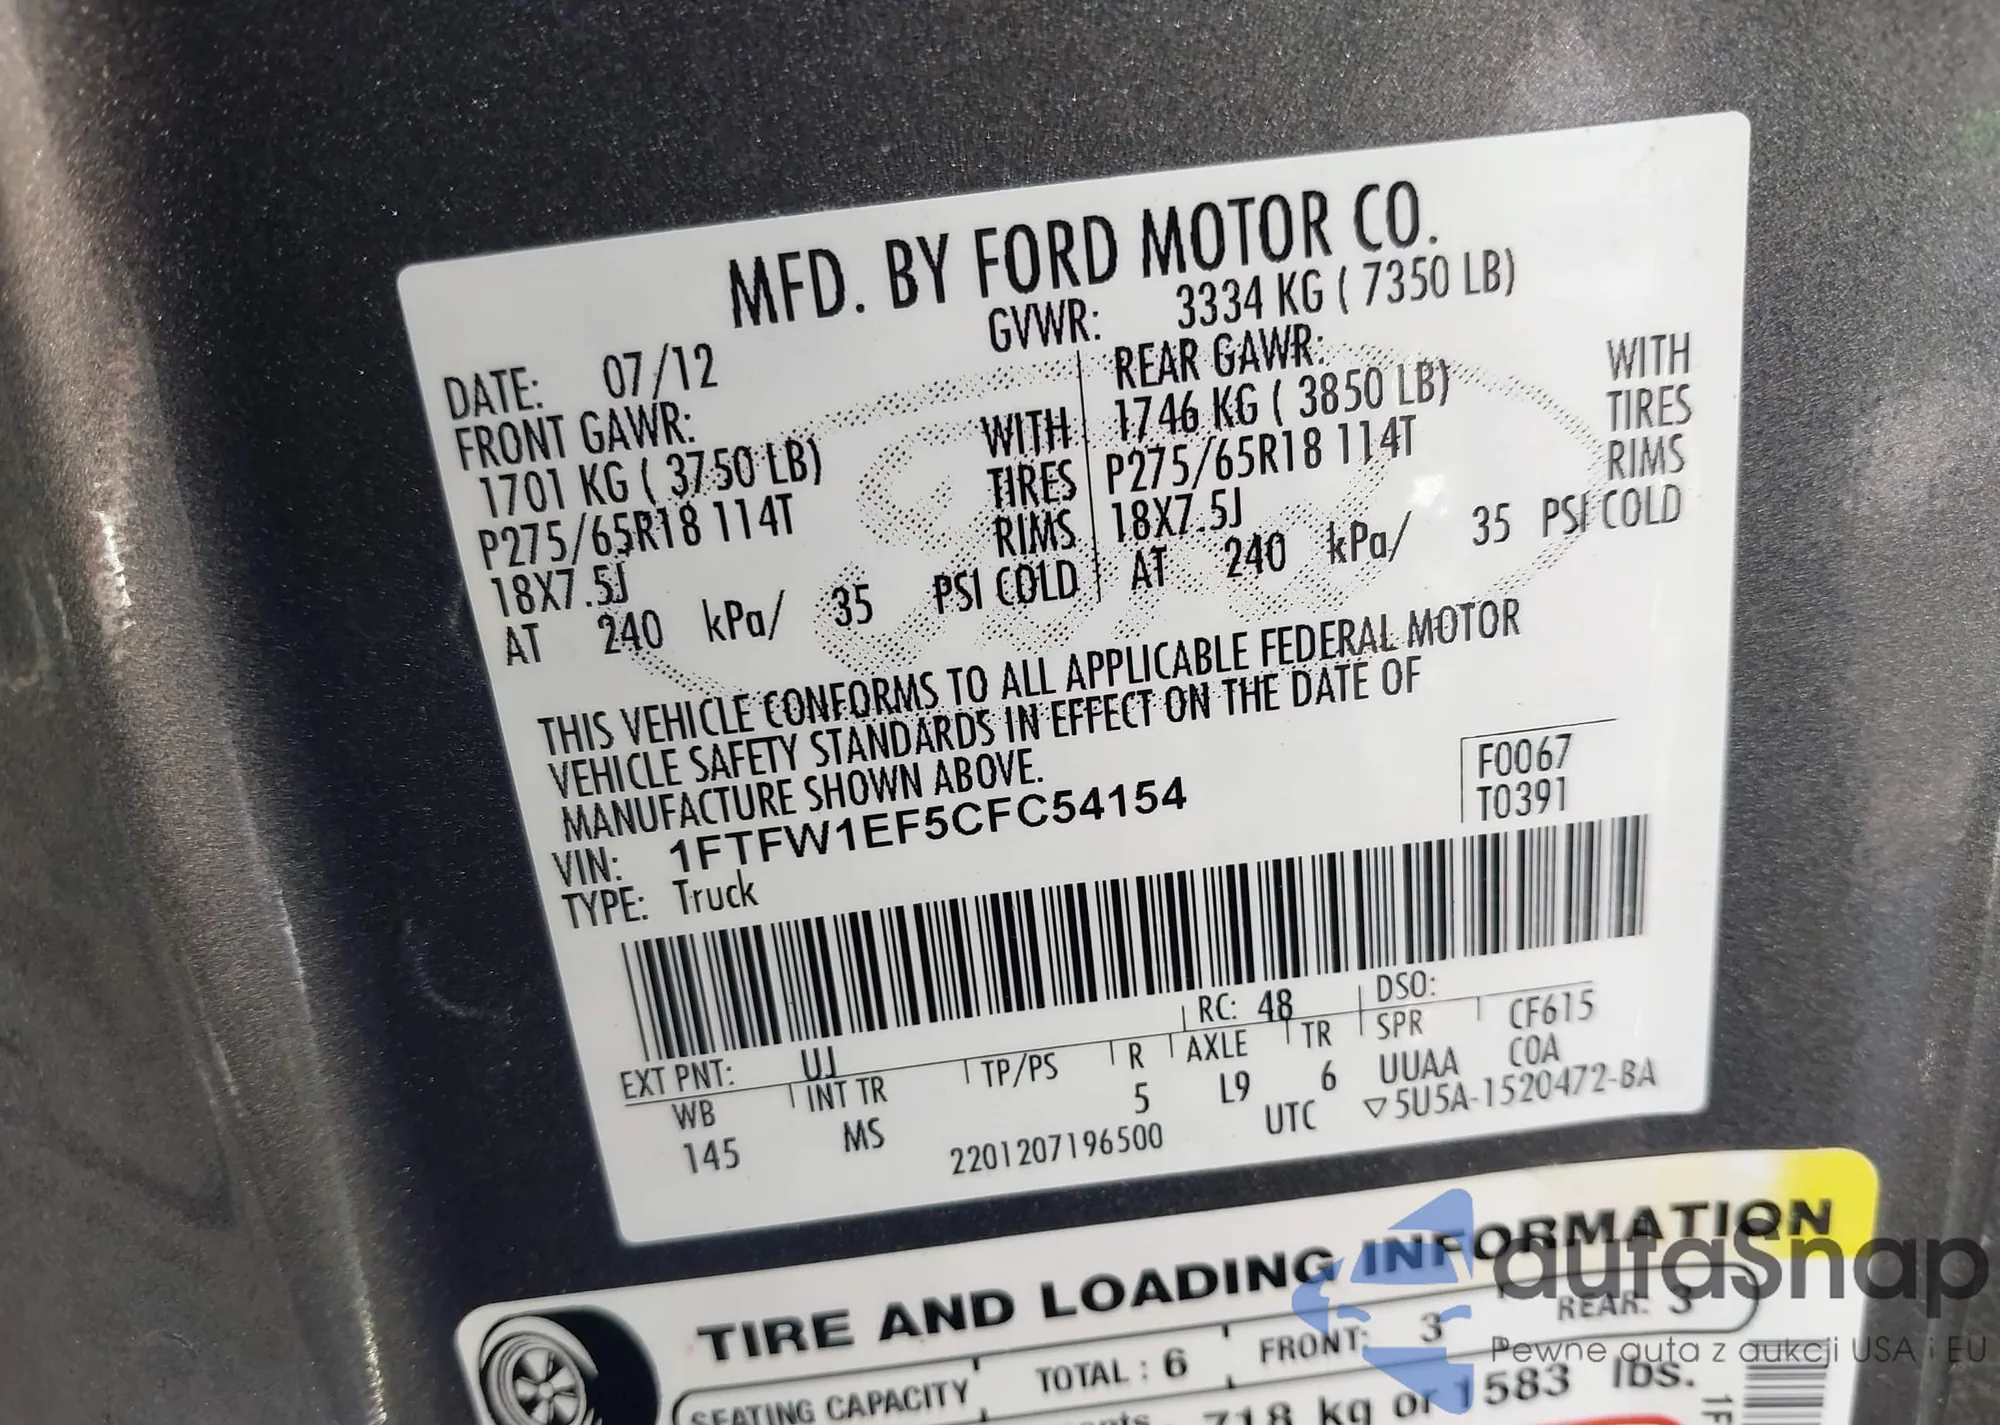 MFD. BY FORD MOTOR CO.
DATE: 07/12 GVWR: 3334 KG ( 7350 LB)
FRONT GAWR: REAR GAWR:
1701 KG ( 3750 LB) WITH 1746 KG ( 3850 LB) WITH
P275/65R18 114T TIRES P275/65R18 114T TIRES
18X7.5J RIMS 18X7.5J RIMS
AT 240 kPa/ 35 PSI COLD AT 240 kPa/ 35 PSI COLD
THIS VEHICLE CONFORMS TO ALL APPLICABLE FEDERAL MOTOR
VEHICLE SAFETY STANDARDS IN EFFECT ON THE DATE OF
MANUFACTURE SHOWN ABOVE.
VIN: 1FTFW1EF5CFC54154 F0067
TYPE: Truck T0391
EXT PNT: UJ RC: 48 DSO:
WB INT TR TP/PS R AXLE TR SPR CF615
145 MS 5 L9 6 UUAA COA
2201207196500 UTC ▽5U5A-1520472-BA
TIRE AND LOADING INFORMATION
SEATING CAPACITY TOTAL : 6 FRONT: 3 REAR: 3
718 kg or 1583 lbs.
autaSnap
Pewne auta z aukcji USA i EU